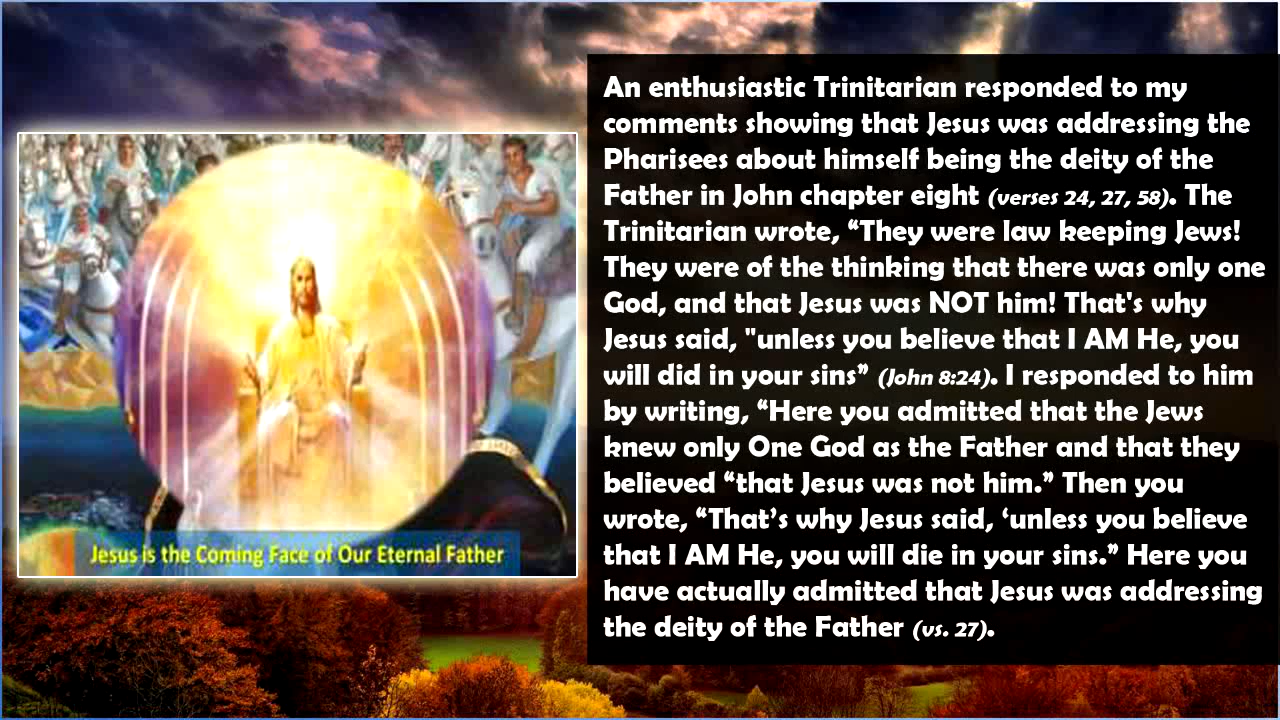 An enthusiastic Trinitarian responded to my
comments showing that Jesus was addressing the
Pharisees about himself being the deity of the
Father in John chapter eight (verses 24, 27, 58). The
Trinitarian wrote, “They were law keeping Jews!
They were of the thinking that there was only one
God, and that Jesus was NOT him! That's why
Jesus said, "unless you believe that I AM He, you
will did in your sins” (John 8:24). I responded to him
by writing, “Here you admitted that the Jews
knew only One God as the Father and that they
believed “that Jesus was not him.” Then you
wrote, “That’s why Jesus said, ‘unless you believe
that I AM He, you will die in your sins.” Here you
have actually admitted that Jesus was addressing
the deity of the Father (vs. 27).
Jesus is the Coming Face of Our Eternal Father